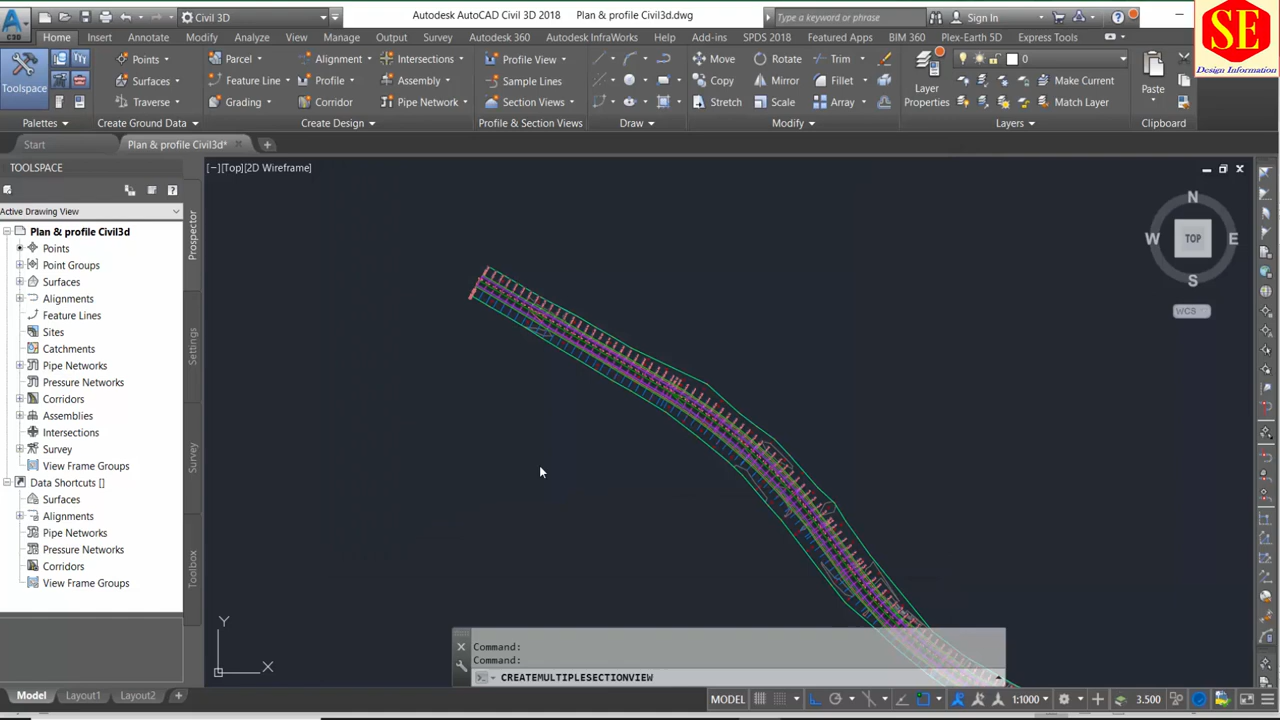 Civil 3D
Autodesk AutoCAD Civil 3D 2018 Plan & profile Civil3d.dwg
Type a keyword or phrase
Sign In
C3D
SE
Design Information
Home Insert Annotate Modify Analyze View Manage Output Survey Autodesk 360 Autodesk InfraWorks Help Add-ins SPDS 2018 Featured Apps BIM 360 Plex-Earth 5D Express Tools
Toolspace
Points
Surfaces
Traverse
Parcel
Feature Line
Grading
Alignment
Profile
Corridor
Intersections
Assembly
Pipe Network
Profile View
Sample Lines
Section Views
Move
Copy
Stretch
Rotate
Mirror
Scale
Trim
Fillet
Array
Layer
Properties
0
Make Current
Match Layer
Paste
Palettes Create Ground Data Create Design Profile & Section Views Draw Modify Layers Clipboard
Start Plan & profile Civil3d*
TOOLSPACE
Active Drawing View
Plan & profile Civil3d
Points
Point Groups
Surfaces
Alignments
Feature Lines
Sites
Catchments
Pipe Networks
Pressure Networks
Corridors
Assemblies
Intersections
Survey
View Frame Groups
Data Shortcuts []
Surfaces
Alignments
Pipe Networks
Pressure Networks
Corridors
View Frame Groups
Prospector
Settings
Survey
Toolbox
[−][Top][2D Wireframe]
N
W TOP E
S
WCS
Y
X
Command:
Command:
CREATEMULTIPLESECTIONVIEW
Model Layout1 Layout2 +
MODEL 1:1000 3.500